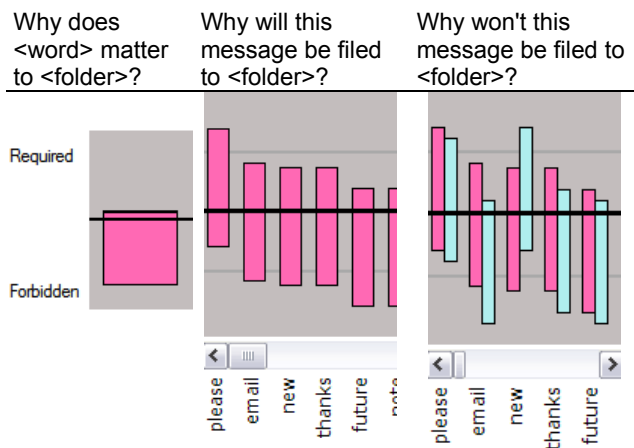 Why does
<word> matter
to <folder>?
Why will this
message be filed
to <folder>?
Why won't this
message be filed to
<folder>?
Required
Forbidden
please
email
new
thanks
future
please
email
new
thanks
future